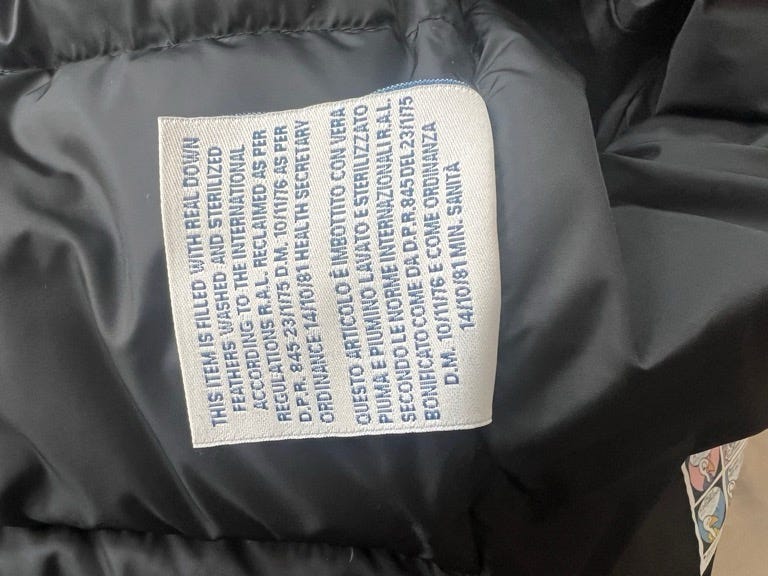 THIS ITEM IS FILLED WITH REAL DOWN
FEATHERS WASHED AND STERILIZED
ACCORDING TO THE INTERNATIONAL
REGULATIONS R.A.L. RECLAIMED AS PER
D.P.R. 845 23/1/75 D.M. 10/11/76 AS PER
ORDINANCE 14/10/81 HEALTH SECRETARY
QUESTO ARTICOLO È IMBOTTITO CON VERA
PIUMA E PIUMINO LAVATO E STERILIZZATO
SECONDO LE NORME INTERNAZIONALI R.A.L.
BONIFICATO COME DA D.P.R. 845 DEL 23/1/75
D.M. 10/11/76 E COME ORDINANZA
14/10/81 MIN. SANITÀ